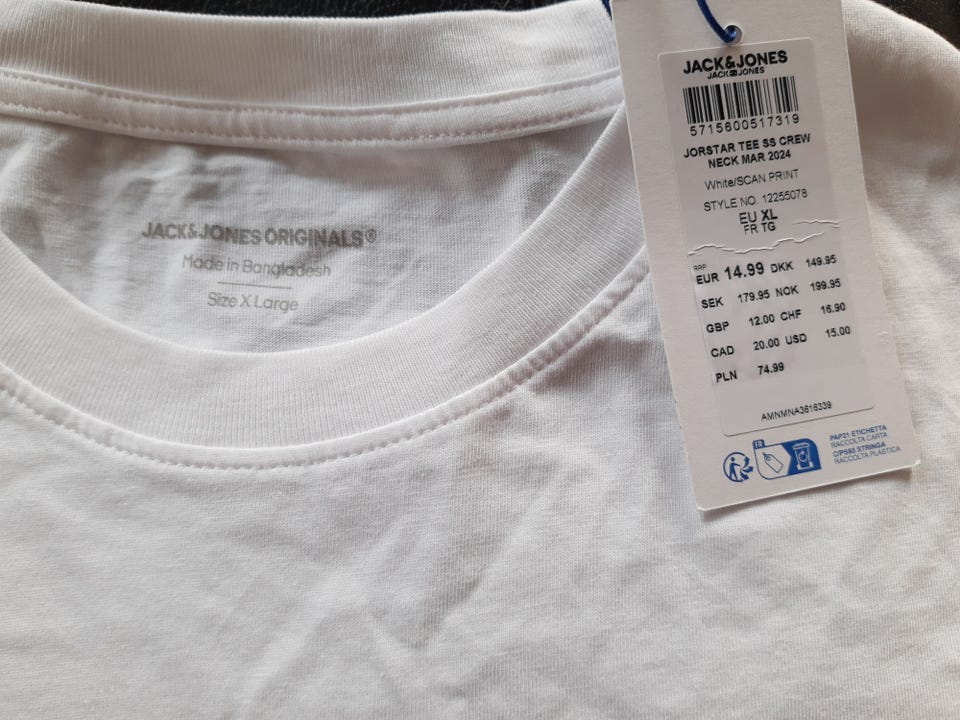 JACK&JONES ORIGINALS®
Made in Bangladesh
Size X Large
JACK&JONES
JACK&JONES
5715600517319
JORSTAR TEE SS CREW
NECK MAR 2024
White/SCAN PRINT
STYLE NO. 12255078
EU XL
FR TG
RRP
EUR 14.99 DKK 149.95
SEK 179.95 NOK 199.95
GBP 12.00 CHF 16.90
CAD 20.00 USD 15.00
PLN 74.99
AMNMNA3616339
FR
PAP21 ETICHETTA
RACCOLTA CARTA
C/PS93 STRINGA
RACCOLTA PLASTICA